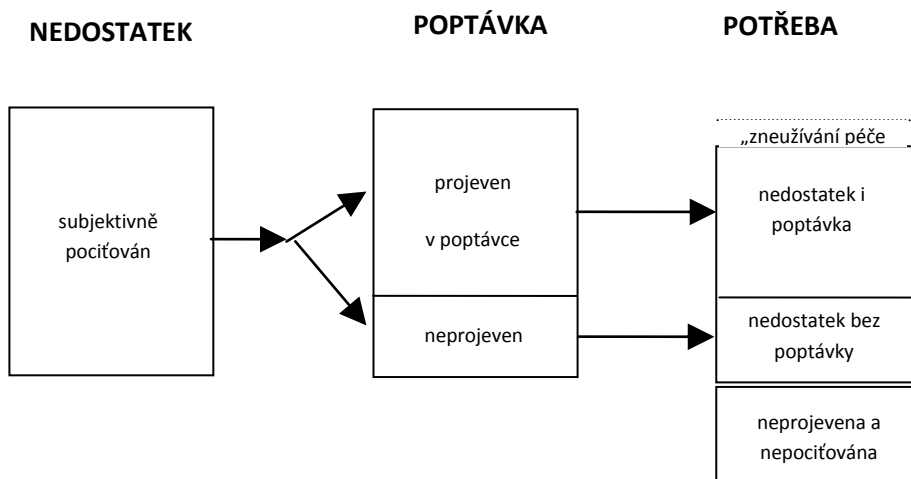 NEDOSTATEK
POPTÁVKA
POTŘEBA
subjektivně
pociťován
projeven
v poptávce
neprojeven
„zneužívání péče
nedostatek i
poptávka
nedostatek bez
poptávky
neprojevena a
nepociťována